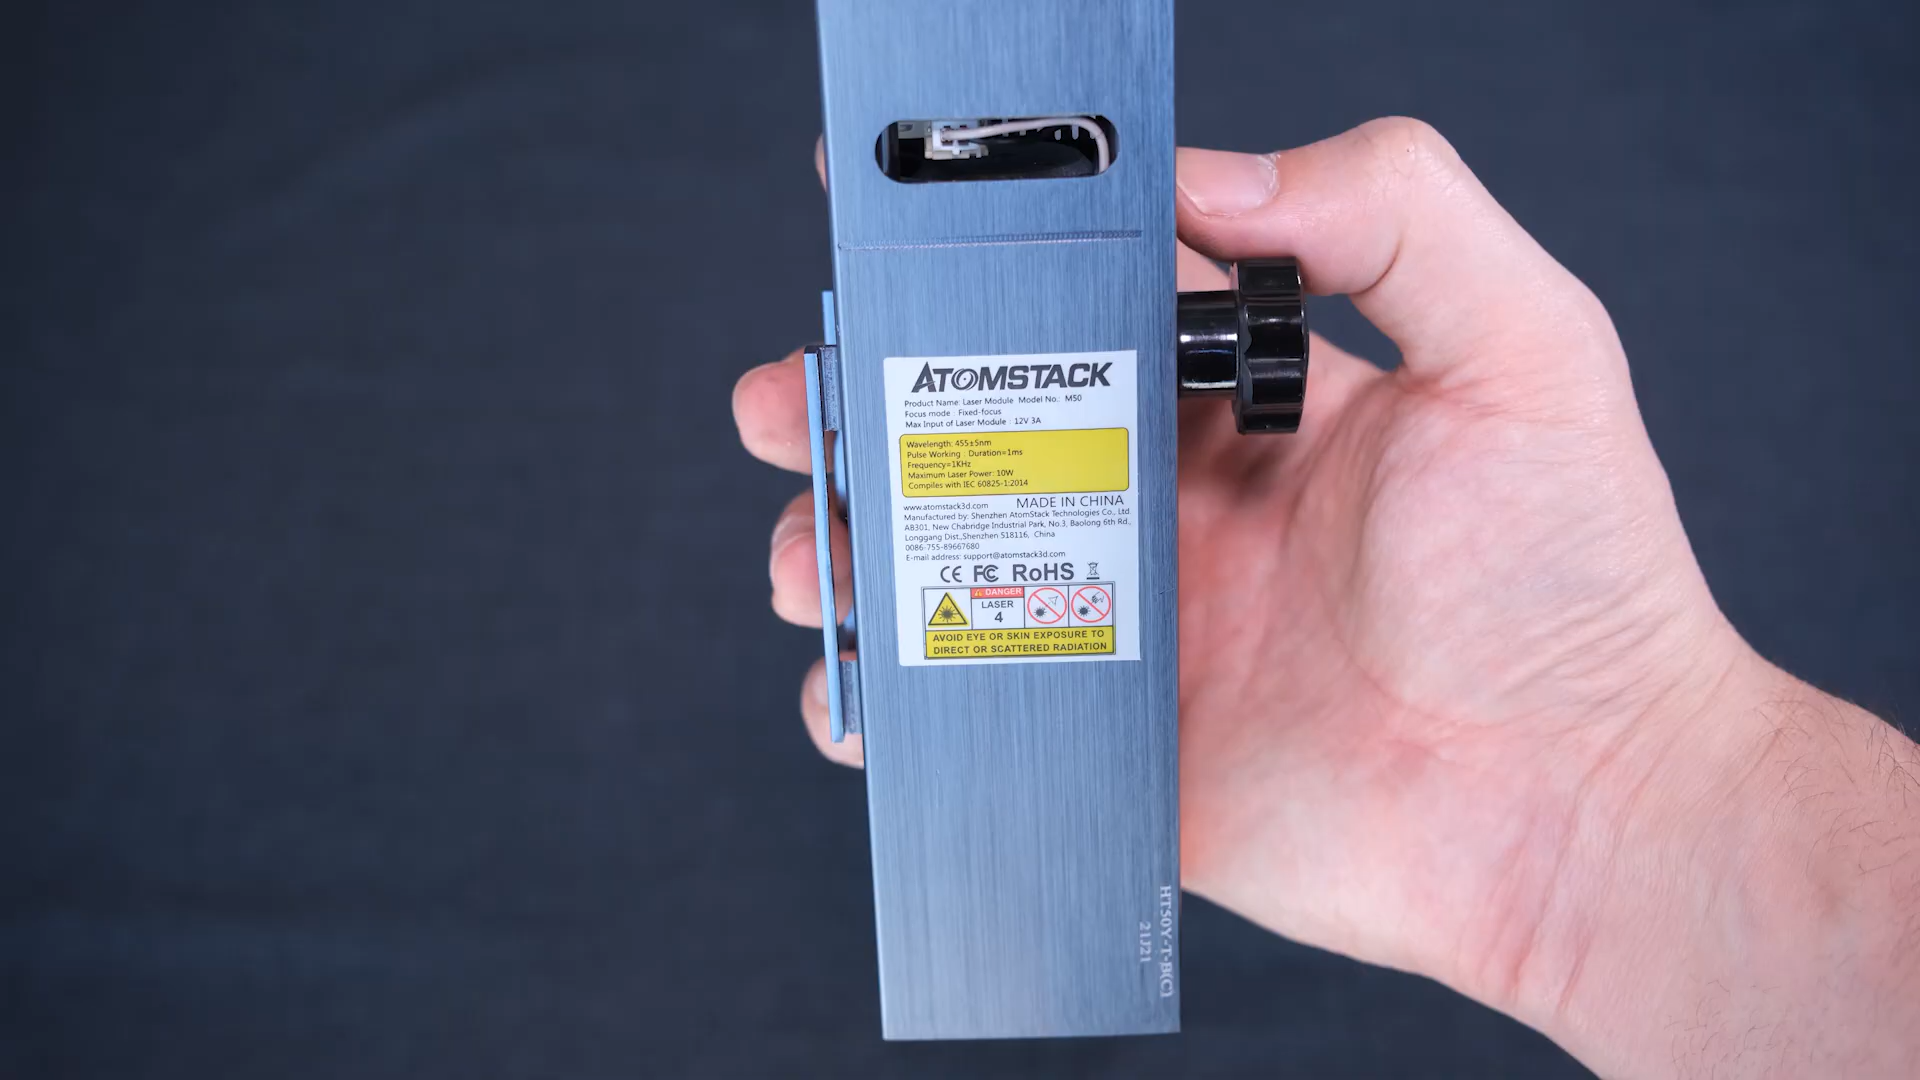 ATOMSTACK
Product Name: Laser Module Model No.: M50
Focus mode : Fixed-focus
Max Input of Laser Module : 12V 3A
Wavelength: 455±5nm
Pulse Working : Duration=1ms
Frequency=1KHz
Maximum Laser Power: 10W
Compiles with IEC 60825-1:2014
www.atomstack3d.com MADE IN CHINA
Manufactured by: Shenzhen AtomStack Technologies Co., Ltd.
AB301, New Chabridge Industrial Park, No.3, Baolong 6th Rd.,
Longgang Dist.,Shenzhen 518116, China
0086-755-89667680
E-mail address: support@atomstack3d.com
CE FC RoHS
DANGER
LASER
4
AVOID EYE OR SKIN EXPOSURE TO
DIRECT OR SCATTERED RADIATION
HT50Y-T-B(C)
21J21